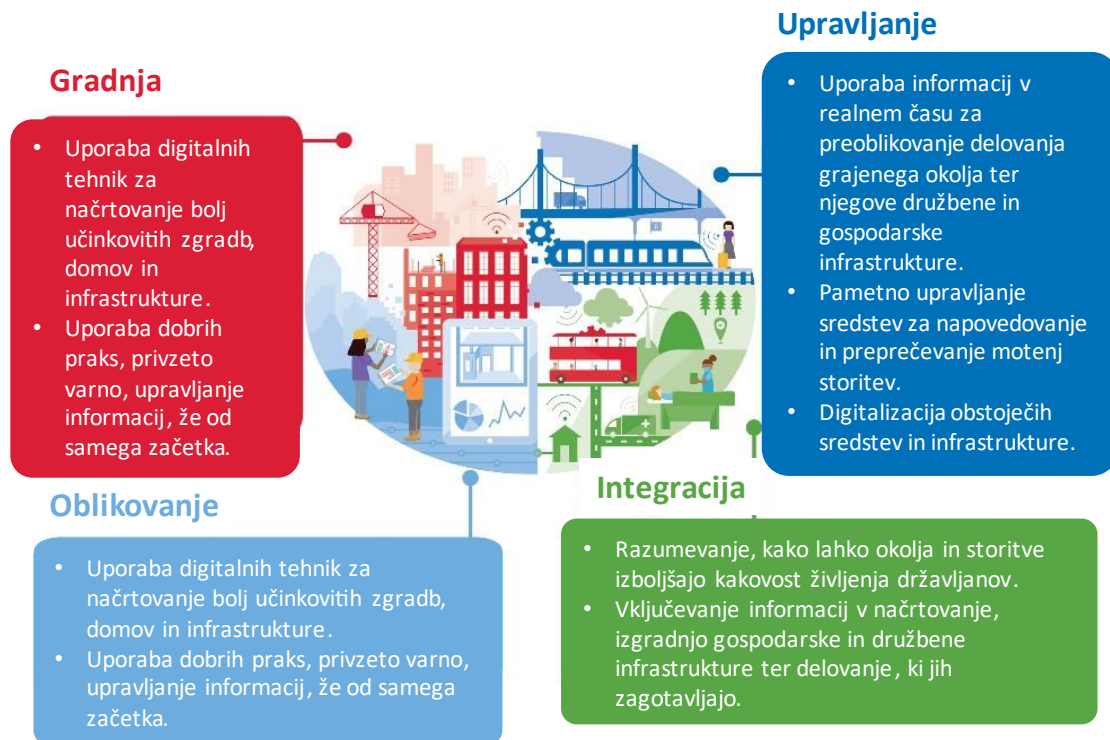 Gradnja
• Uporaba digitalnih
tehnik za
načrtovanje bolj
učinkovitih zgradb,
domov in
infrastrukture.
• Uporaba dobrih
praks, privzeto
varno, upravljanje
informacij, že od
samega začetka.
Upravljanje
• Uporaba informacij v
realnem času za
preoblikovanje delovanja
grajenega okolja ter
njegove družbene in
gospodarske
infrastrukture.
• Pametno upravljanje
sredstev za napovedovanje
in preprečevanje motenj
storitev.
• Digitalizacija obstoječih
sredstev in infrastrukture.
Oblikovanje
• Uporaba digitalnih tehnik za
načrtovanje bolj učinkovitih zgradb,
domov in infrastrukture.
• Uporaba dobrih praks, privzeto varno,
upravljanje informacij, že od samega
začetka.
Integracija
• Razumevanje, kako lahko okolja in storitve
izboljšajo kakovost življenja državljanov.
• Vključevanje informacij v načrtovanje,
izgradnjo gospodarske in družbene
infrastrukture ter delovanje, ki jih
zagotavljajo.